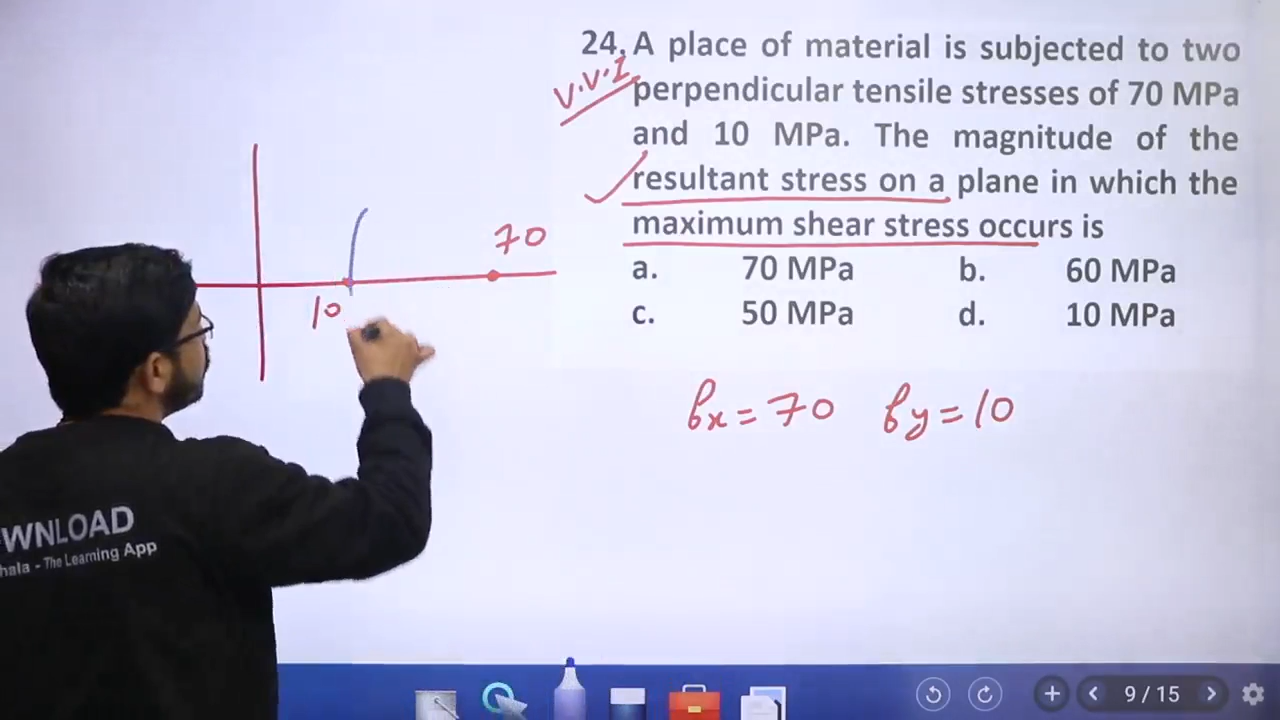 24. A place of material is subjected to two
V.V.I
perpendicular tensile stresses of 70 MPa
and 10 MPa. The magnitude of the
resultant stress on a plane in which the
maximum shear stress occurs is
a. 70 MPa b. 60 MPa
c. 50 MPa d. 10 MPa
70
10
σx = 70 σy = 10
WNLOAD
hala - The Learning App
9 / 15